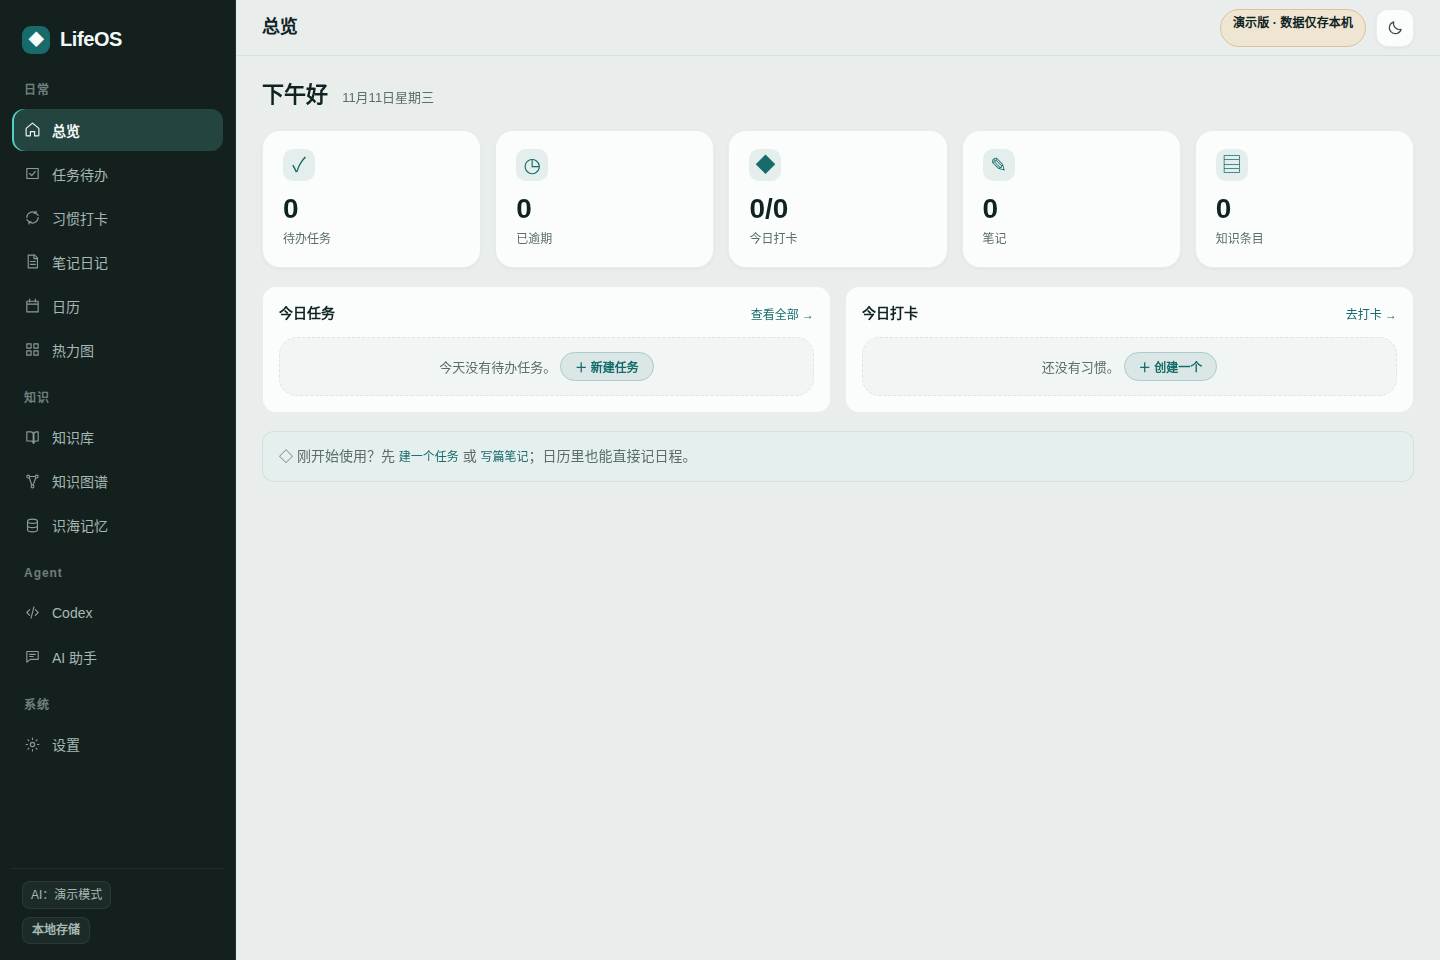 LifeOS
日常
总览
任务待办
习惯打卡
笔记日记
日历
热力图
知识
知识库
知识图谱
识海记忆
Agent
Codex
AI 助手
系统
设置
AI：演示模式
本地存储
总览
演示版 · 数据仅存本机
下午好 11月11日星期三
0
待办任务
0
已逾期
0/0
今日打卡
0
笔记
0
知识条目
今日任务 查看全部 →
今天没有待办任务。 ＋ 新建任务
今日打卡 去打卡 →
还没有习惯。 ＋ 创建一个
◇ 刚开始使用？先 建一个任务 或 写篇笔记；日历里也能直接记日程。